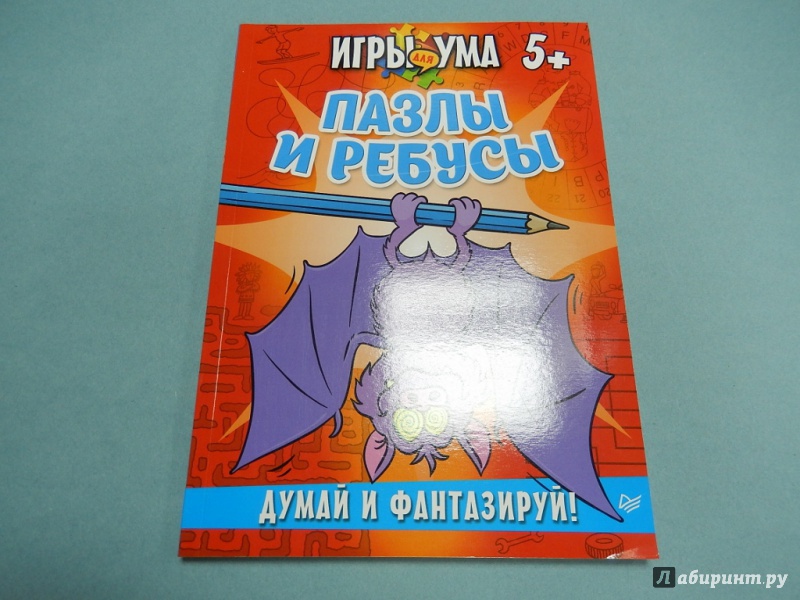 ИГРЫ ДЛЯ УМА 5+
ПАЗЛЫ
И РЕБУСЫ
ДУМАЙ И ФАНТАЗИРУЙ!
Лабиринт.ру